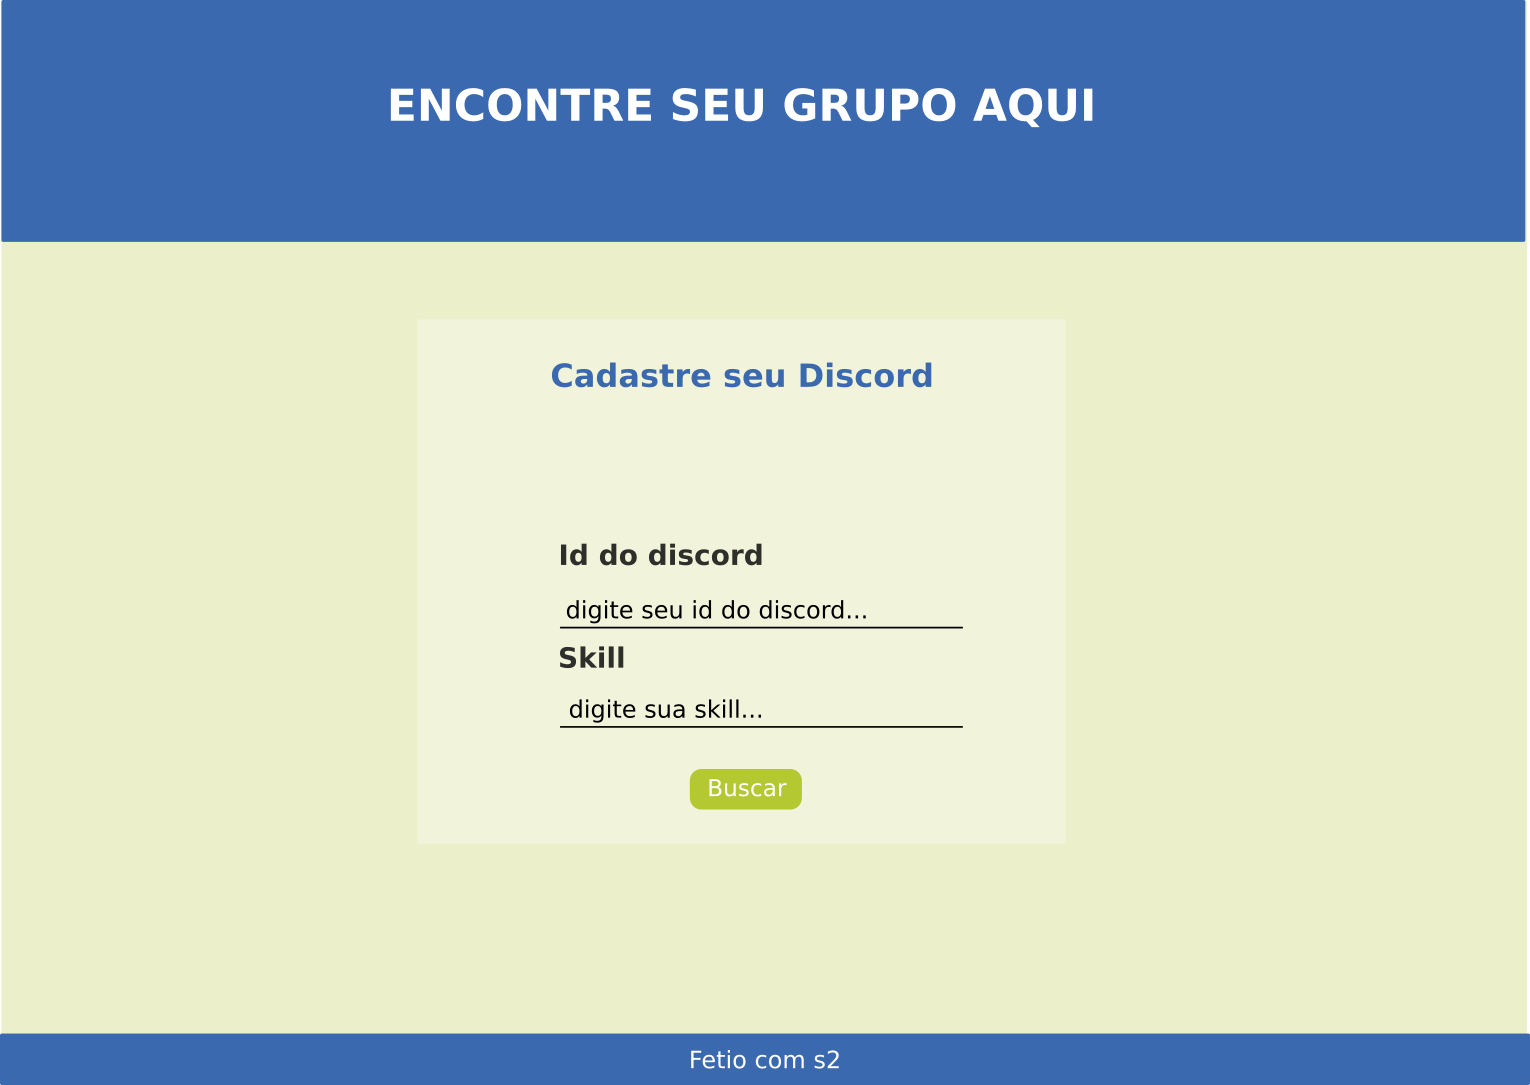 ENCONTRE SEU GRUPO AQUI
Cadastre seu Discord
Id do discord
digite seu id do discord...
Skill
digite sua skill...
Buscar
Fetio com s2